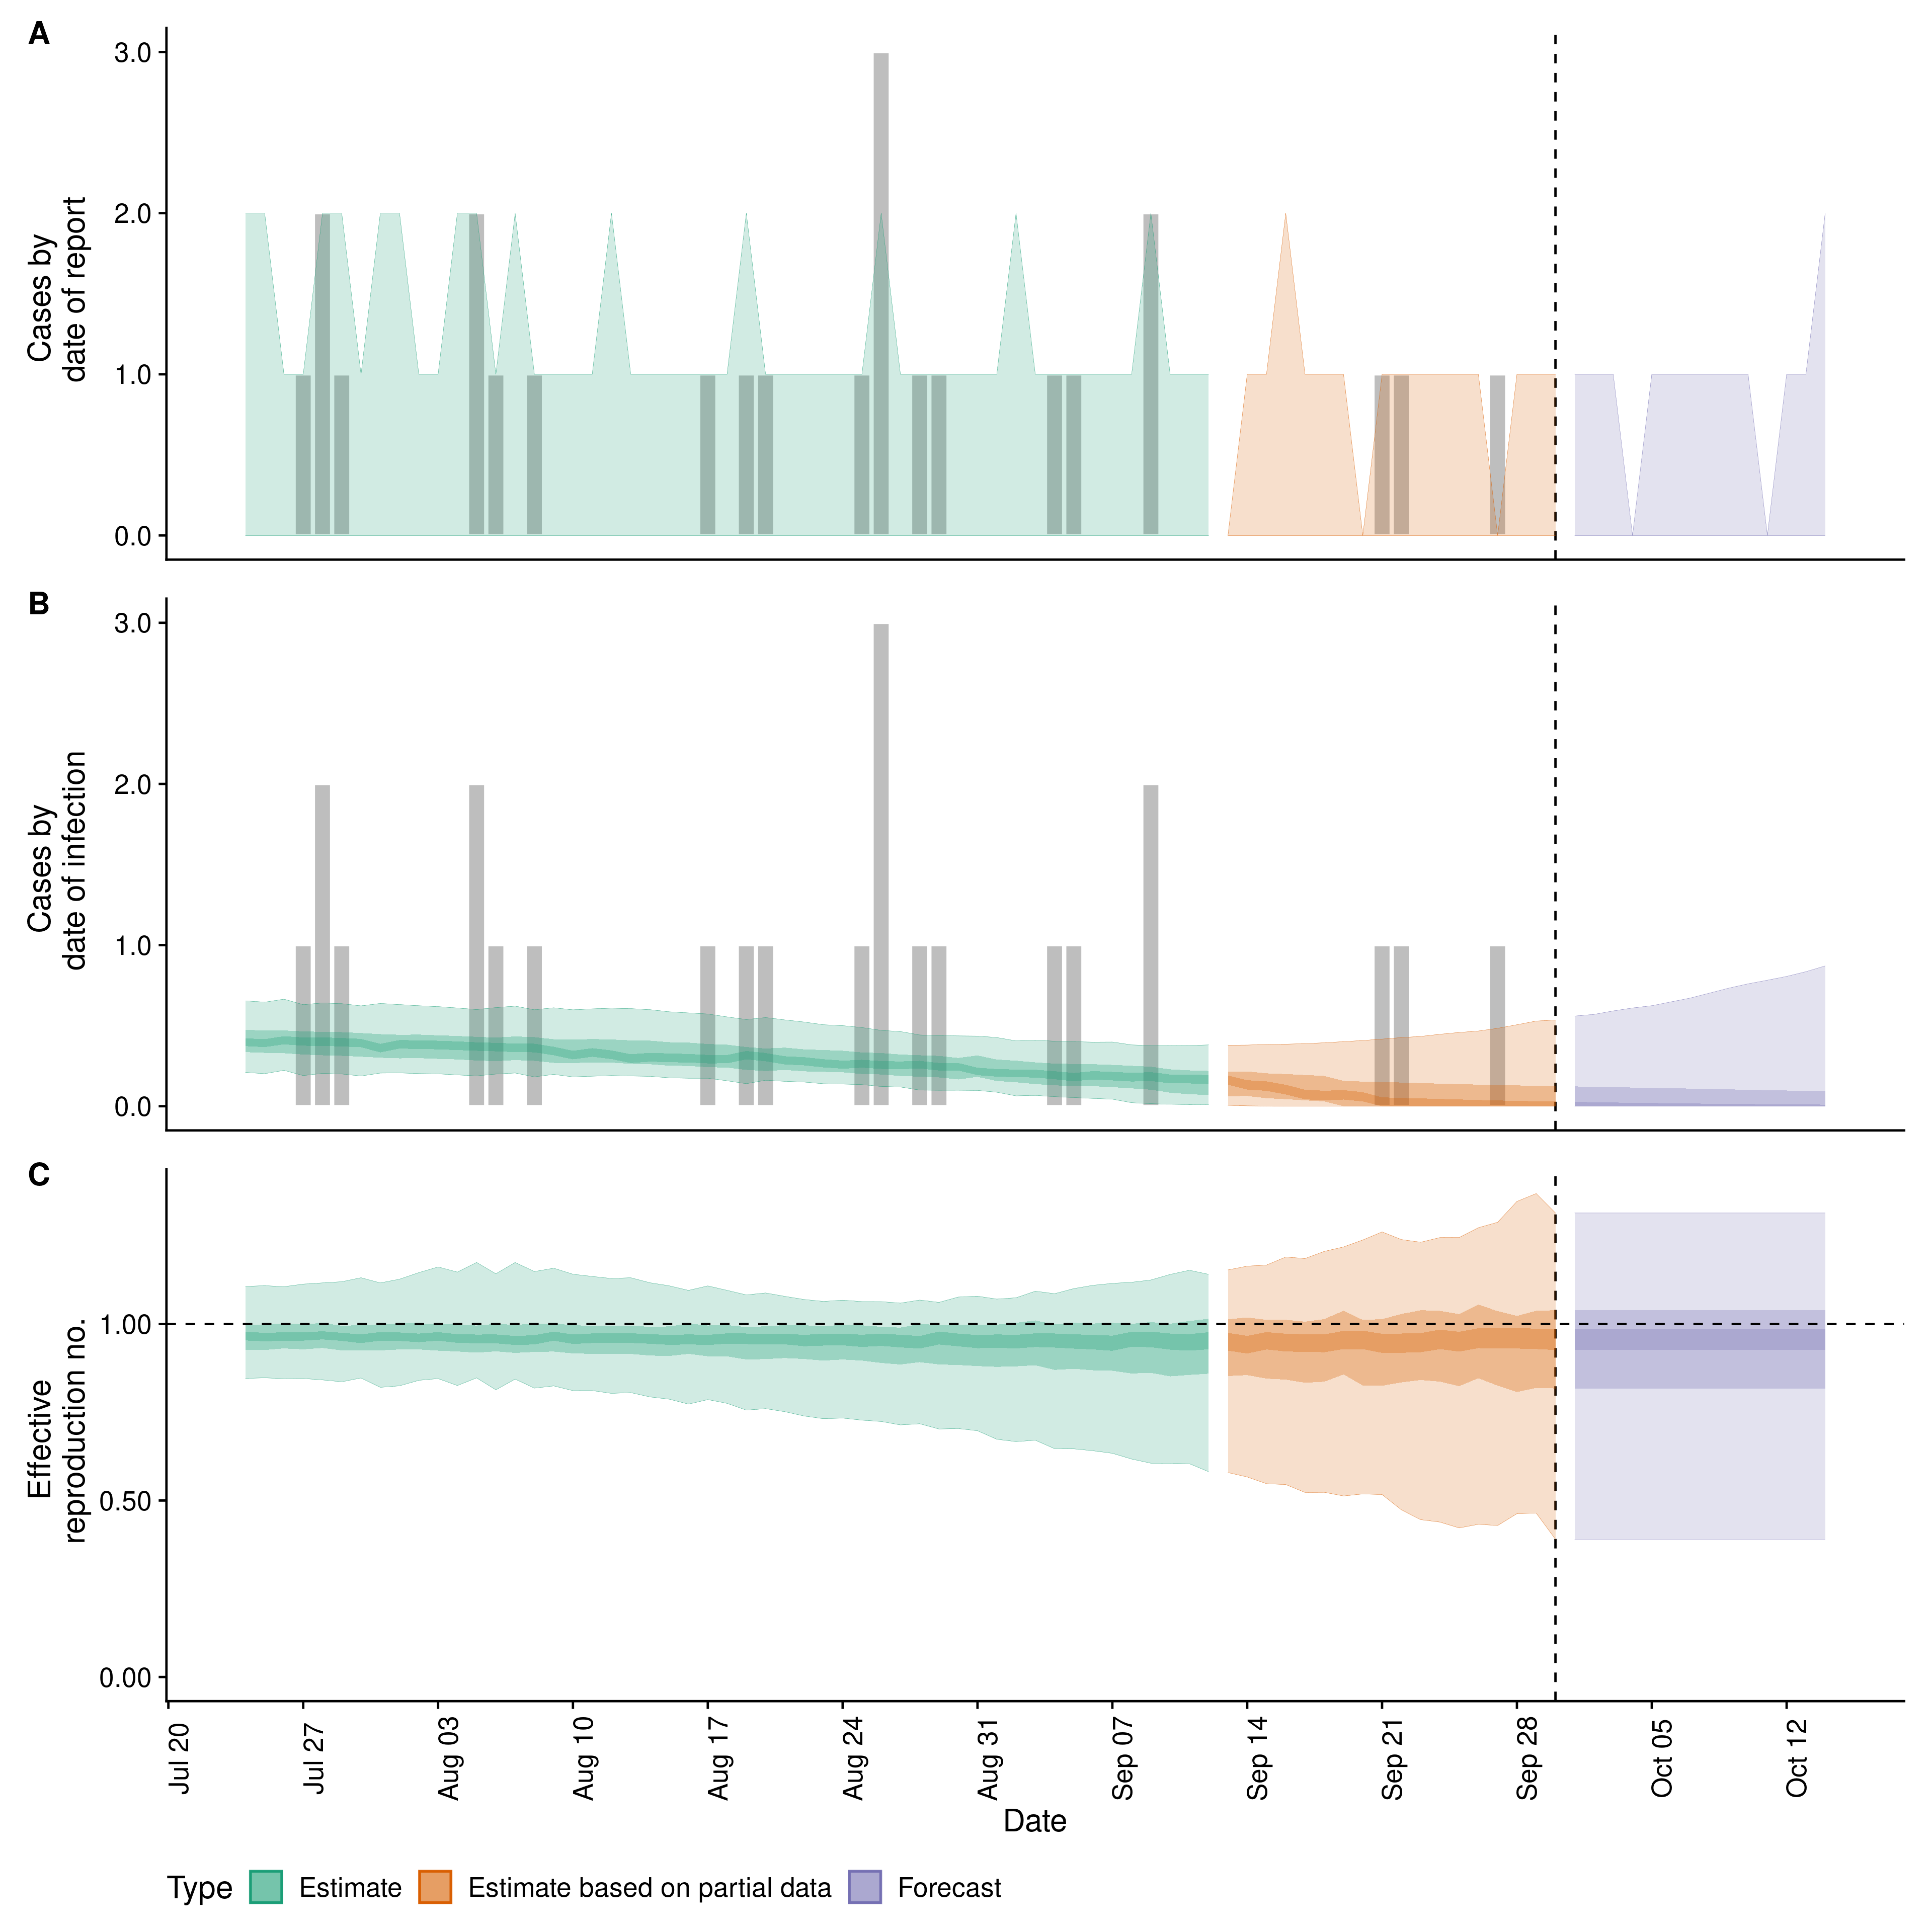 A
3.0
2.0
1.0
0.0
Cases by
date of report
B
3.0
2.0
1.0
0.0
Cases by
date of infection
C
1.00
0.50
0.00
Effective
reproduction no.
Jul 20
Jul 27
Aug 03
Aug 10
Aug 17
Aug 24
Aug 31
Sep 07
Sep 14
Sep 21
Sep 28
Oct 05
Oct 12
Date
Type Estimate Estimate based on partial data Forecast